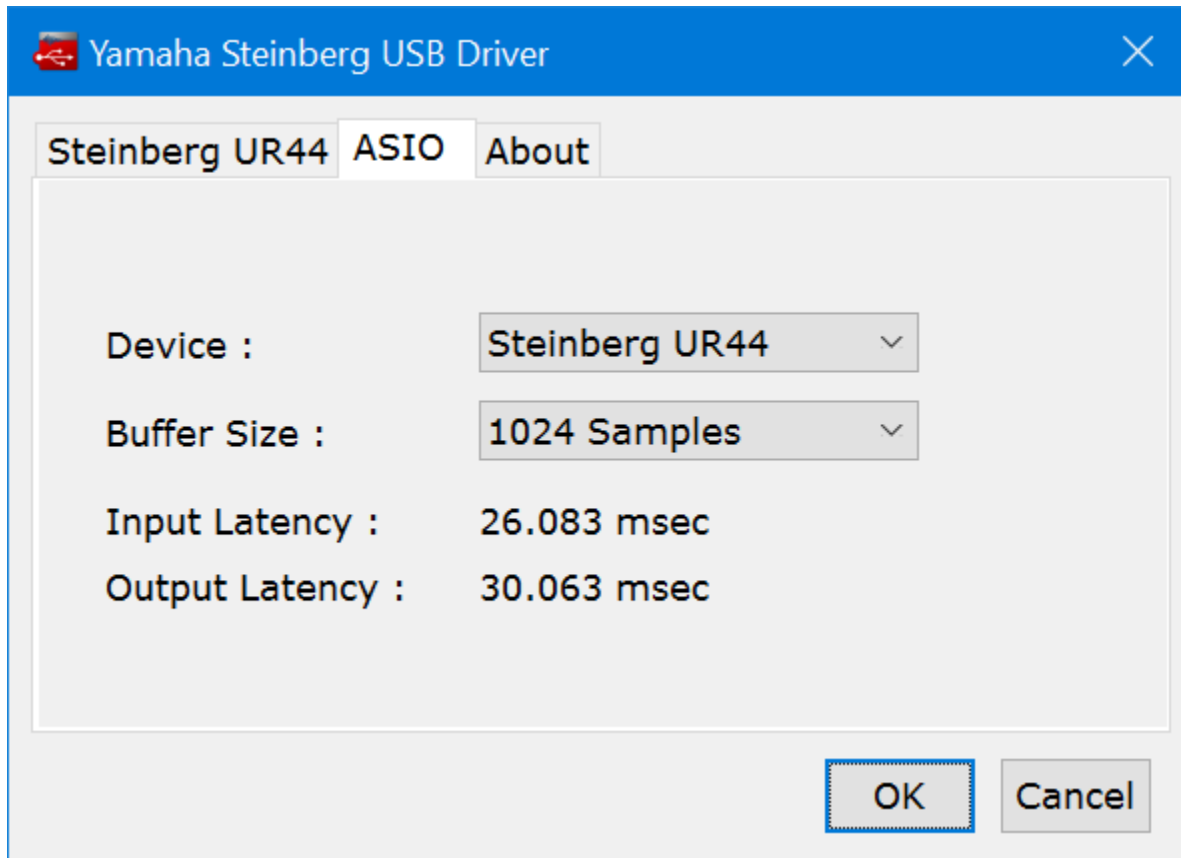 Yamaha Steinberg USB Driver
Steinberg UR44 ASIO About
Device : Steinberg UR44
Buffer Size : 1024 Samples
Input Latency : 26.083 msec
Output Latency : 30.063 msec
OK Cancel